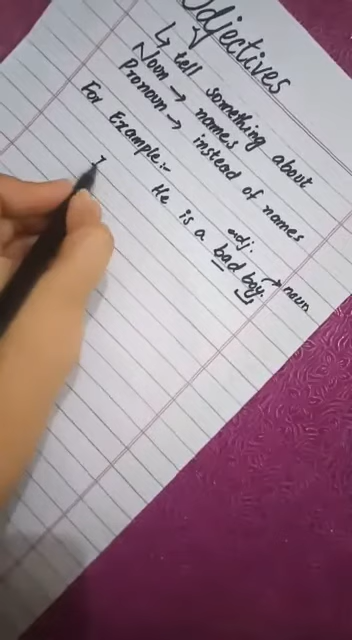 Adjectives
↳ tell something about
Noun → names
Pronoun → instead of names
For Example:-
He is a bad boy.
adj.
noun